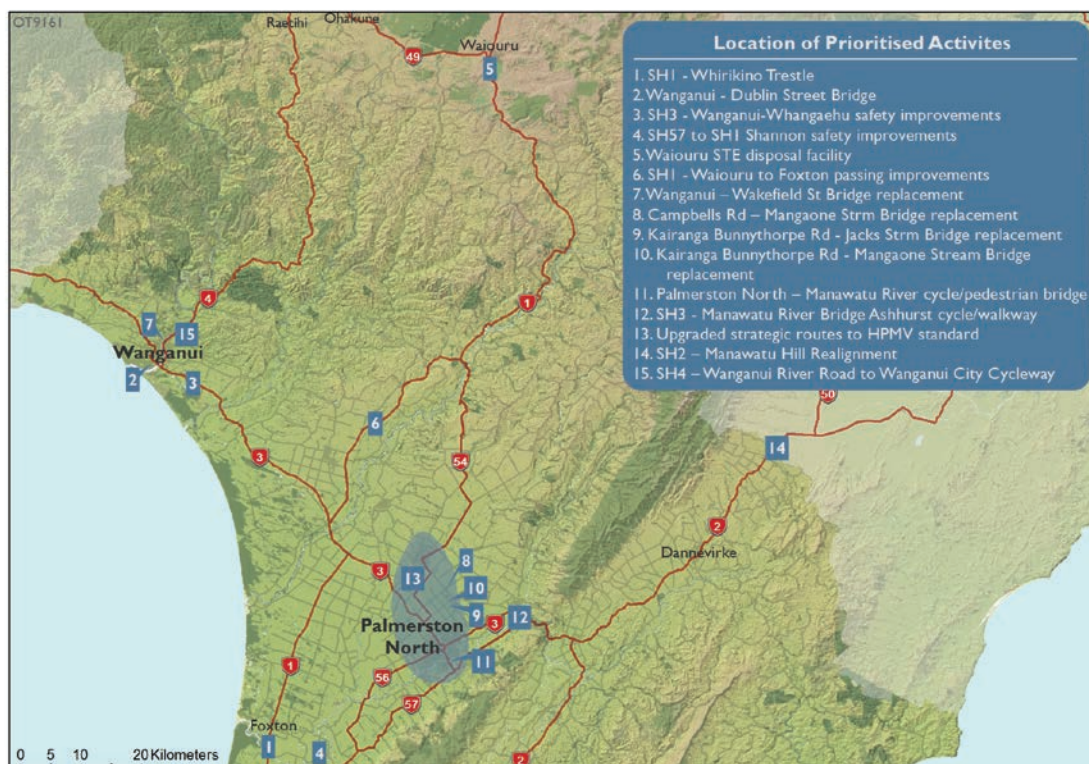 OT9161
Raetihi
Ohakune
Waiouru
49
5
Location of Prioritised Activites
1. SH1 - Whirikino Trestle
2. Wanganui - Dublin Street Bridge
3. SH3 - Wanganui-Whangaehu safety improvements
4. SH57 to SH1 Shannon safety improvements
5. Waiouru STE disposal facility
6. SH1 - Waiouru to Foxton passing improvements
7. Wanganui – Wakefield St Bridge replacement
8. Campbells Rd – Mangaone Strm Bridge replacement
9. Kairanga Bunnythorpe Rd - Jacks Strm Bridge replacement
10. Kairanga Bunnythorpe Rd - Mangaone Stream Bridge
replacement
11. Palmerston North – Manawatu River cycle/pedestrian bridge
12. SH3 - Manawatu River Bridge Ashhurst cycle/walkway
13. Upgraded strategic routes to HPMV standard
14. SH2 – Manawatu Hill Realignment
15. SH4 – Wanganui River Road to Wanganui City Cycleway
4
1
7
15
Wanganui
2
3
50
6
3
54
14
2
Dannevirke
3
13
8
10
9
3
12
Palmerston
North
11
1
56
57
Foxton
1
4
2
0 5 10 20 Kilometers